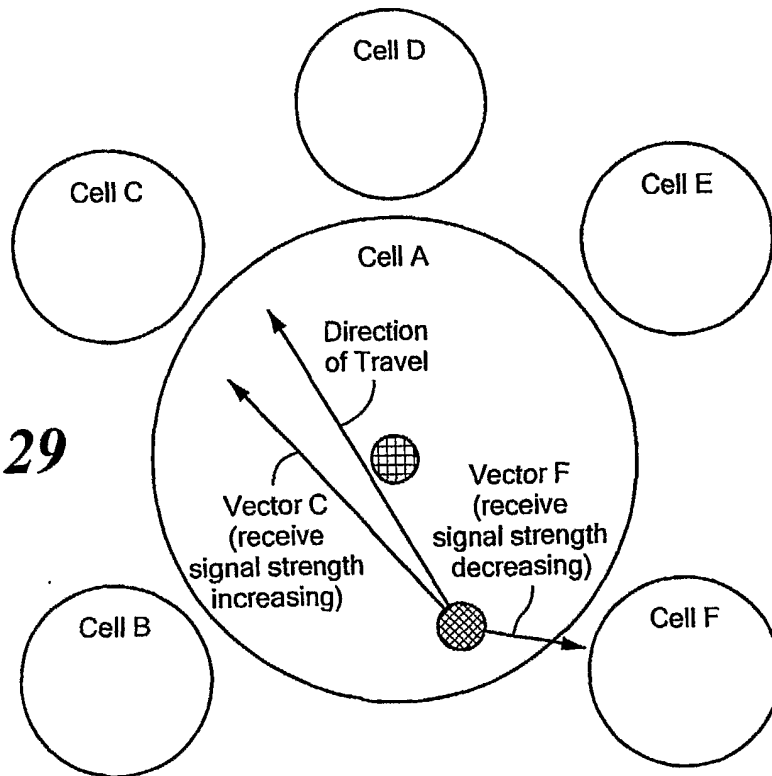 Cell D
Cell C
Cell E
Cell A
Direction
of Travel
29
Vector C
(receive
signal strength
increasing)
Vector F
(receive
signal strength
decreasing)
Cell B
Cell F